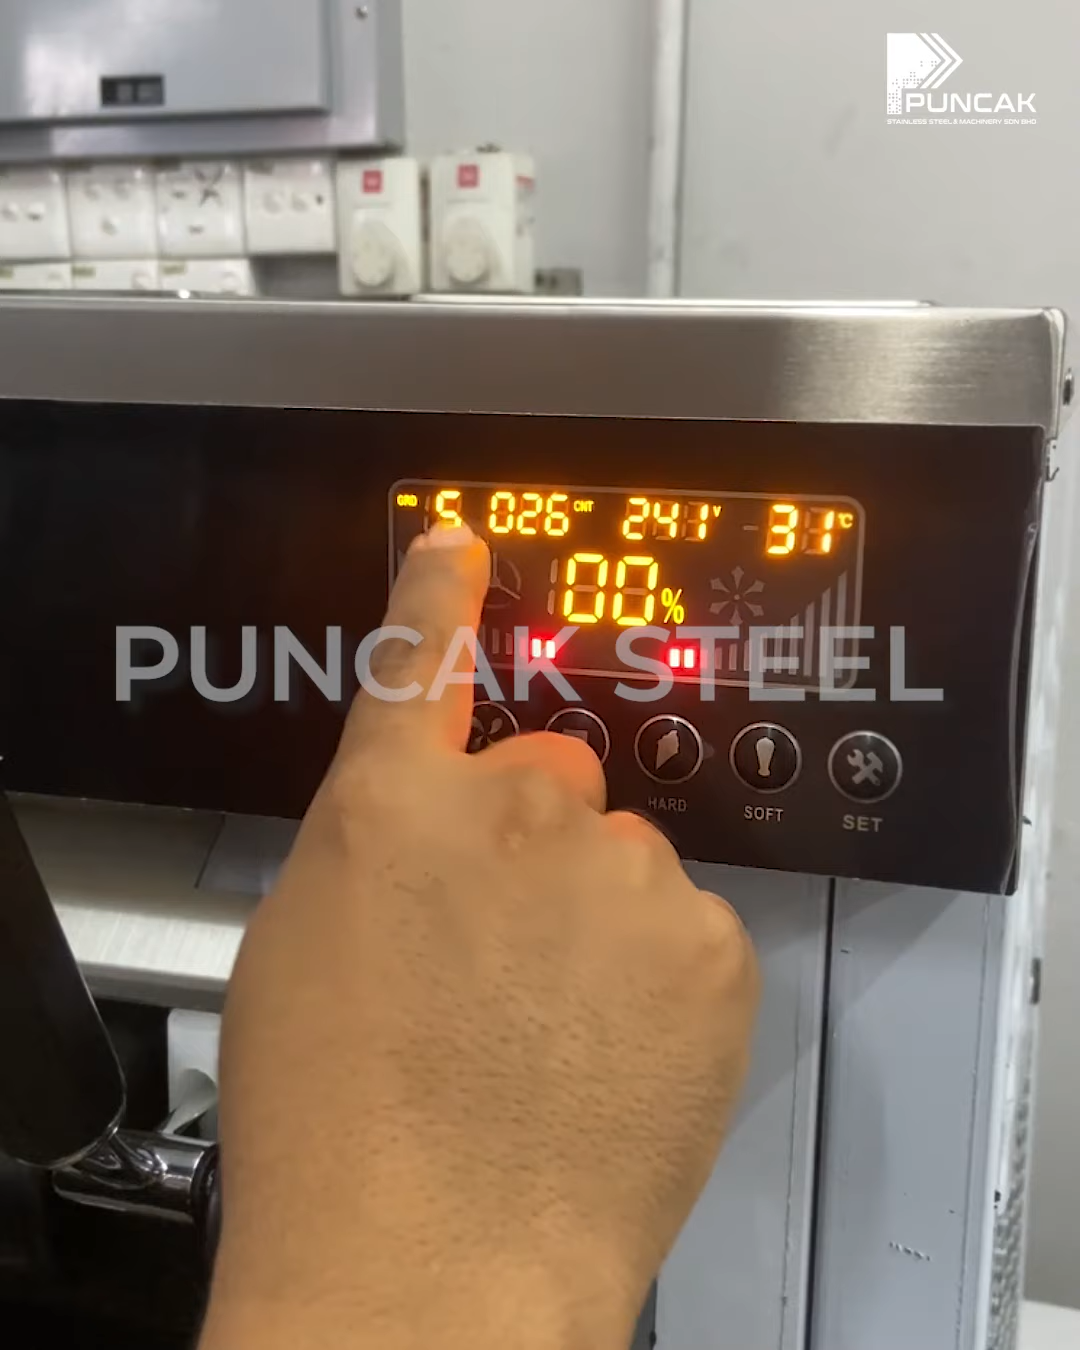 PUNCAK
STAINLESS STEEL & MACHINERY SDN BHD
GRD 5 026 CNT 241 V 31 °C
00 %
PUNCAK STEEL
HARD
SOFT
SET